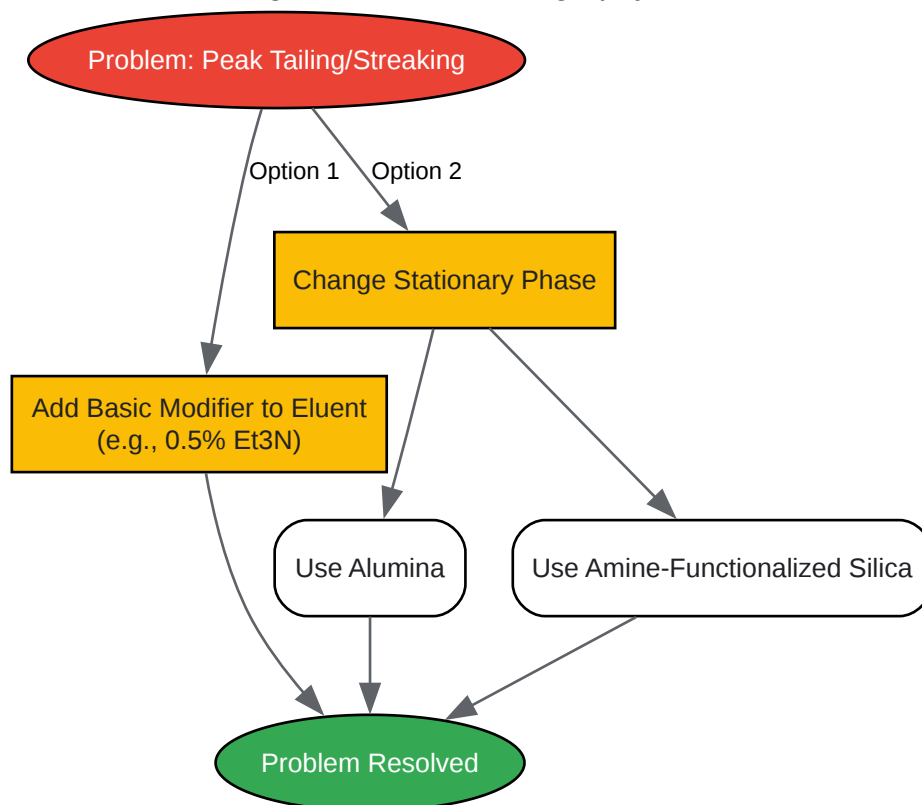 Problem: Peak Tailing/Streaking
Option 1
Option 2
Change Stationary Phase
Add Basic Modifier to Eluent
(e.g., 0.5% Et3N)
Use Alumina
Use Amine-Functionalized Silica
Problem Resolved